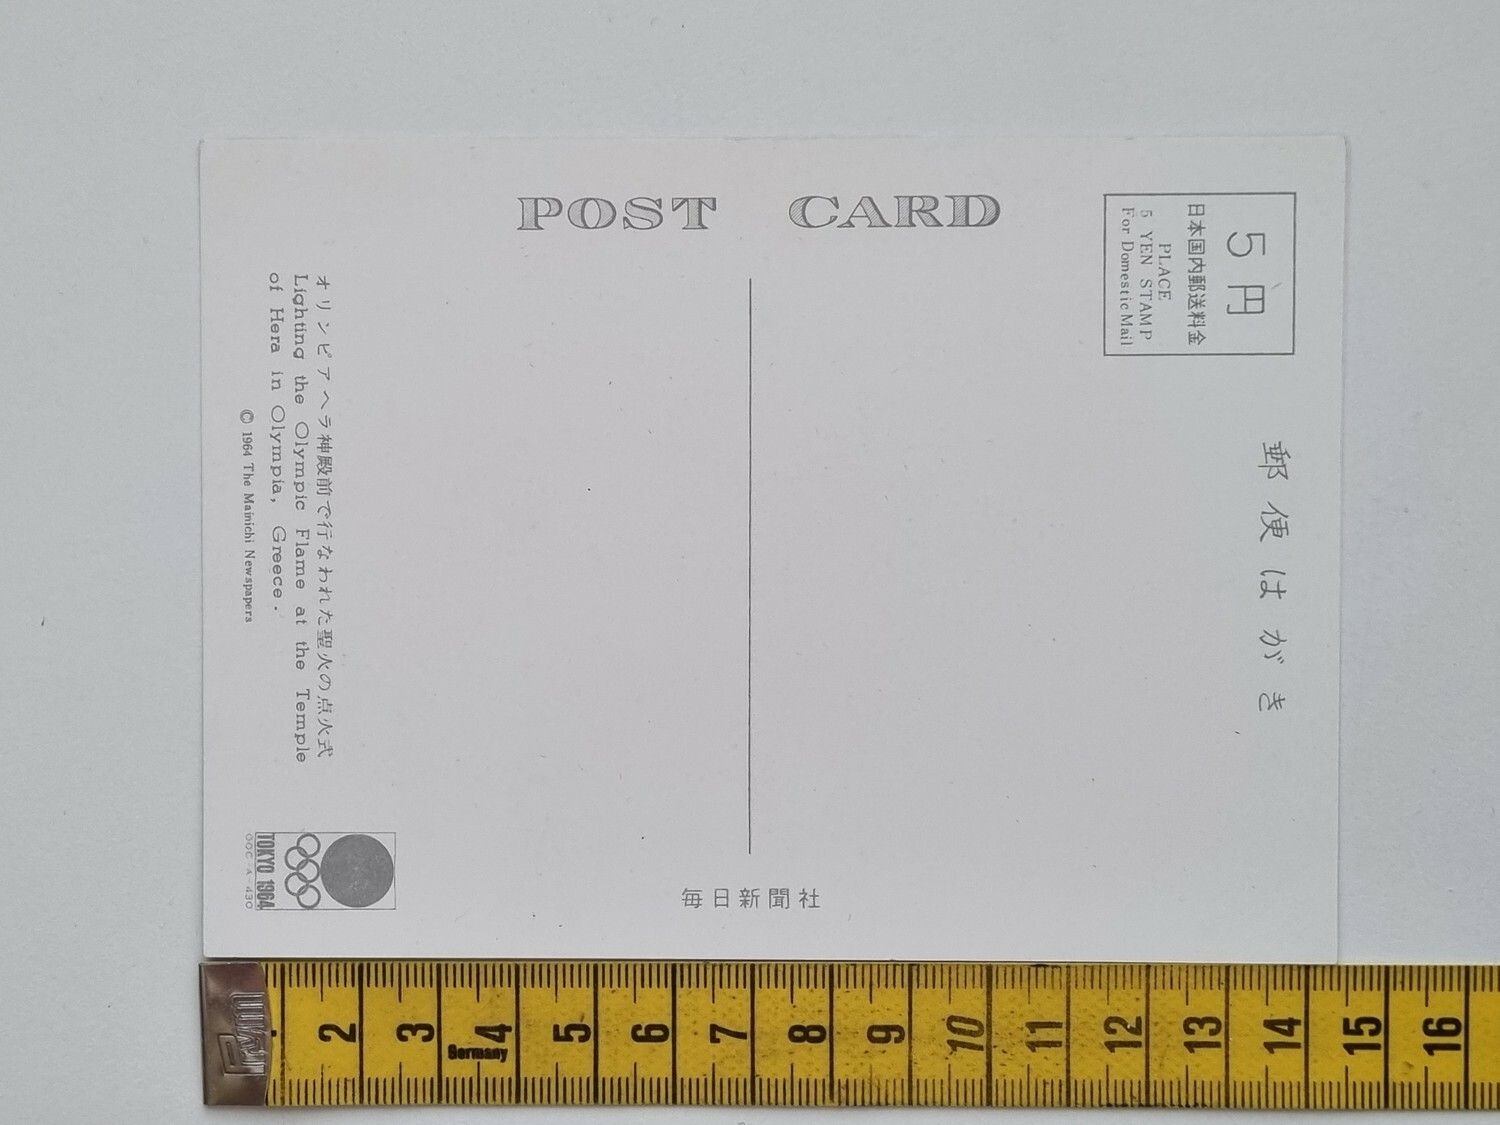 POST CARD
5円
日本国内郵送料金
PLACE
5 YEN STAMP
For Domestic Mail
郵便はがき
オリンピアヘラ神殿前で行なわれた聖火の点火式
Lighting the Olympic Flame at the Temple
of Hera in Olympia, Greece.
© 1964 The Mainichi Newspapers
TOKYO 1964
OOC-A-430
毎日新聞社
2 3 4 5 6 7 8 9 10 11 12 13 14 15 16
Germany